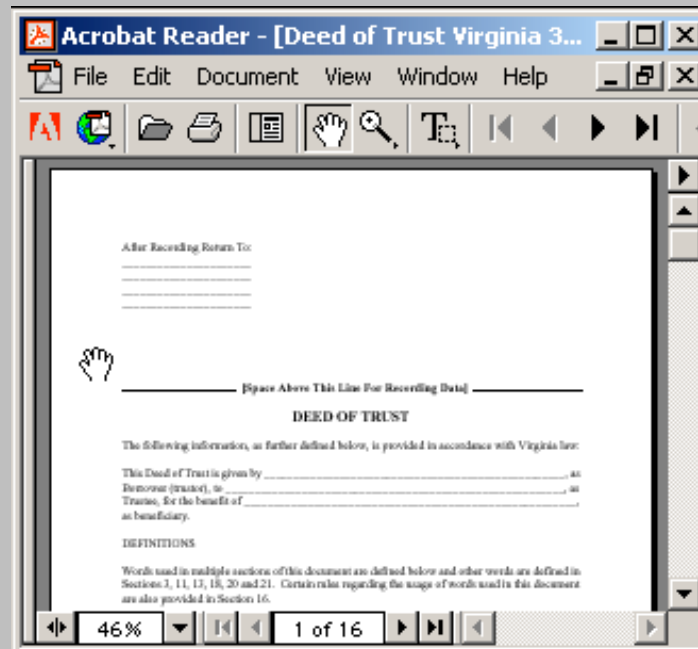 Acrobat Reader - [Deed of Trust Virginia 3...
File Edit Document View Window Help
After Recording Return To:
[Space Above This Line For Recording Data]
DEED OF TRUST
The following information, as further defined below, is provided in accordance with Virginia law:
This Deed of Trust is given by ______, as
Borrower (trustor), to ______, as
Trustee, for the benefit of ______,
as beneficiary.
DEFINITIONS
Words used in multiple sections of this document are defined below and other words are defined in
Sections 3, 11, 13, 18, 20 and 21. Certain rules regarding the usage of words used in this document
are also provided in Section 16.
46% 1 of 16